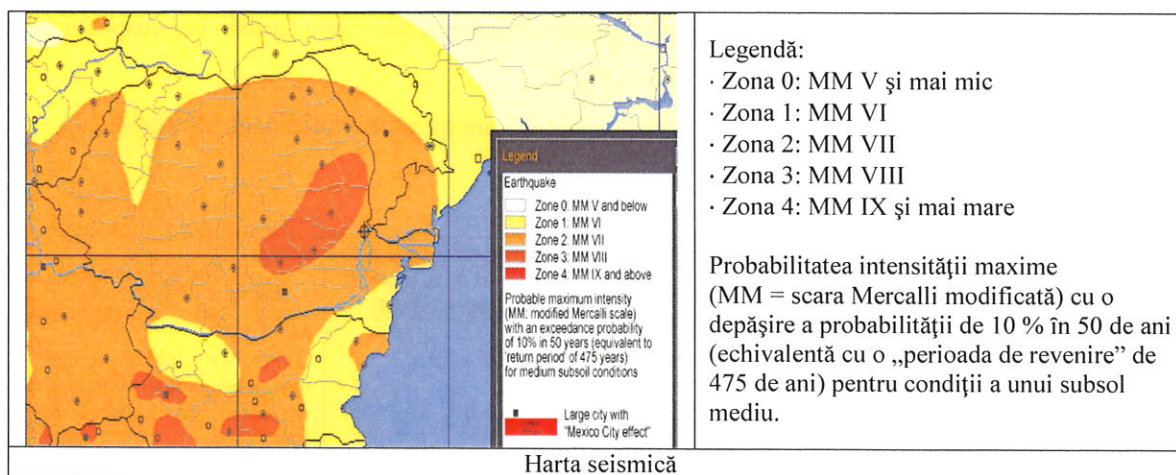 Legend
Earthquake
Zone 0: MM V and below
Zone 1: MM VI
Zone 2: MM VII
Zone 3: MM VIII
Zone 4: MM IX and above
Probable maximum intensity
(MM: modified Mercalli scale)
with an exceedance probability
of 10% in 50 years (equivalent to
'return period' of 475 years)
for medium subsoil conditions
Large city with
"Mexico City effect"
Legendă:
· Zona 0: MM V şi mai mic
· Zona 1: MM VI
· Zona 2: MM VII
· Zona 3: MM VIII
· Zona 4: MM IX şi mai mare
Probabilitatea intensităţii maxime
(MM = scara Mercalli modificată) cu o
depăşire a probabilităţii de 10 % în 50 de ani
(echivalentă cu o „perioada de revenire” de
475 de ani) pentru condiţii a unui subsol
mediu.
Harta seismică